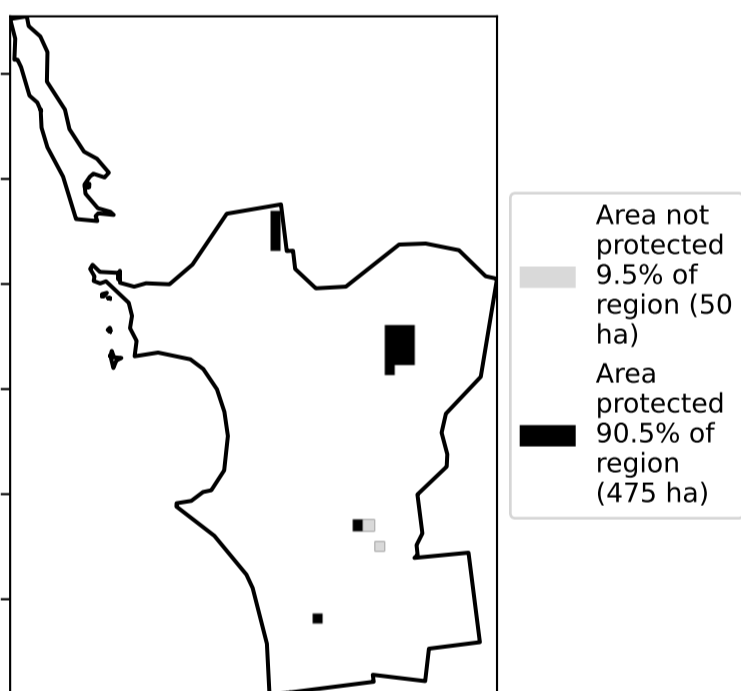 Area not
protected
9.5% of
region (50
ha)
Area
protected
90.5% of
region
(475 ha)